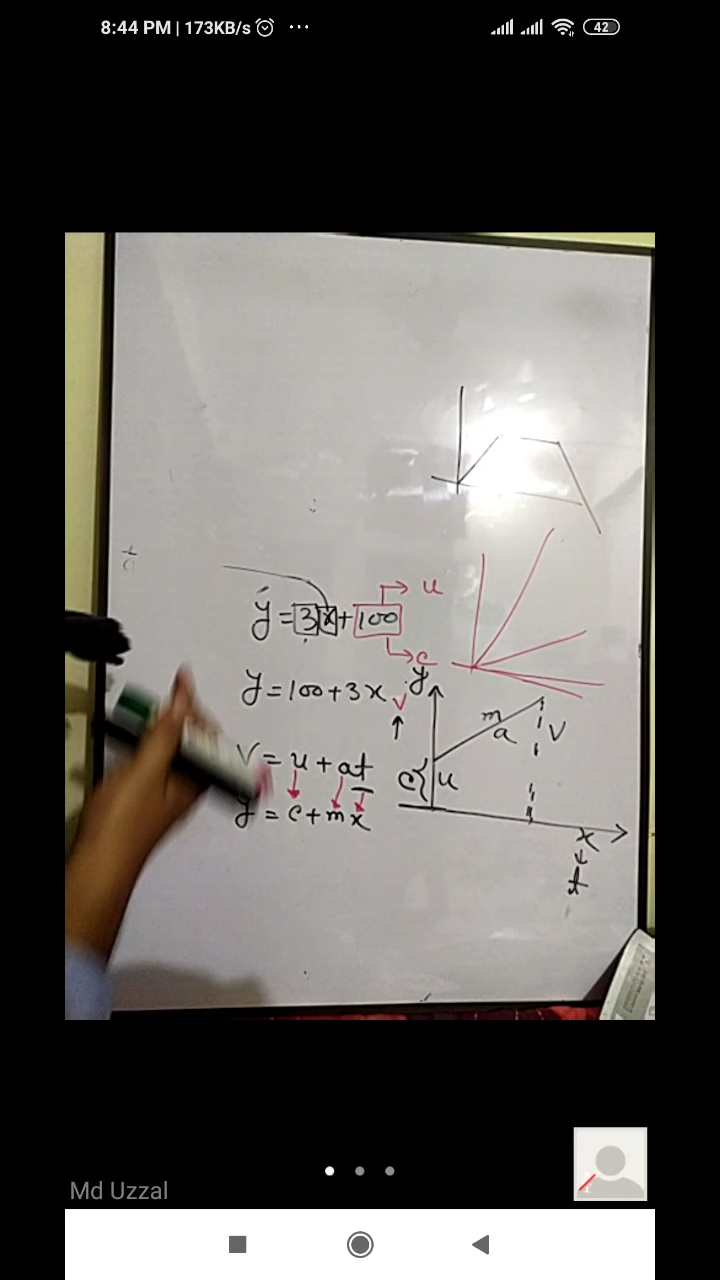 8:44 PM | 173KB/s ... 42
y = 3x + 100
u
c
y = 100 + 3x
v
y
V = u + at
y = c + mx
m
a
V
c { u
x
t
Md Uzzal